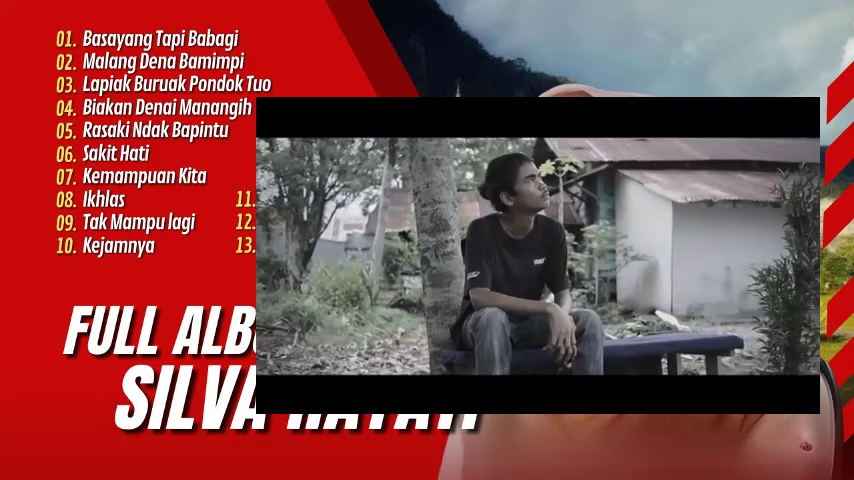 01. Basayang Tapi Babagi
02. Malang Dena Bamimpi
03. Lapiak Buruak Pondok Tuo
04. Biakan Denai Manangih
05. Rasaki Ndak Bapintu
06. Sakit Hati
07. Kemampuan Kita
08. Ikhlas
09. Tak Mampu lagi
10. Kejamnya
11.
12.
13.
FULL
SILVA